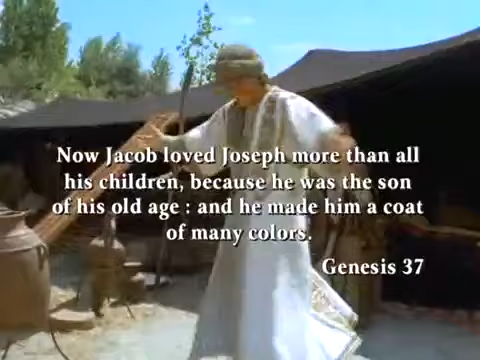 Now Jacob loved Joseph more than all
his children, because he was the son
of his old age : and he made him a coat
of many colors.
Genesis 37